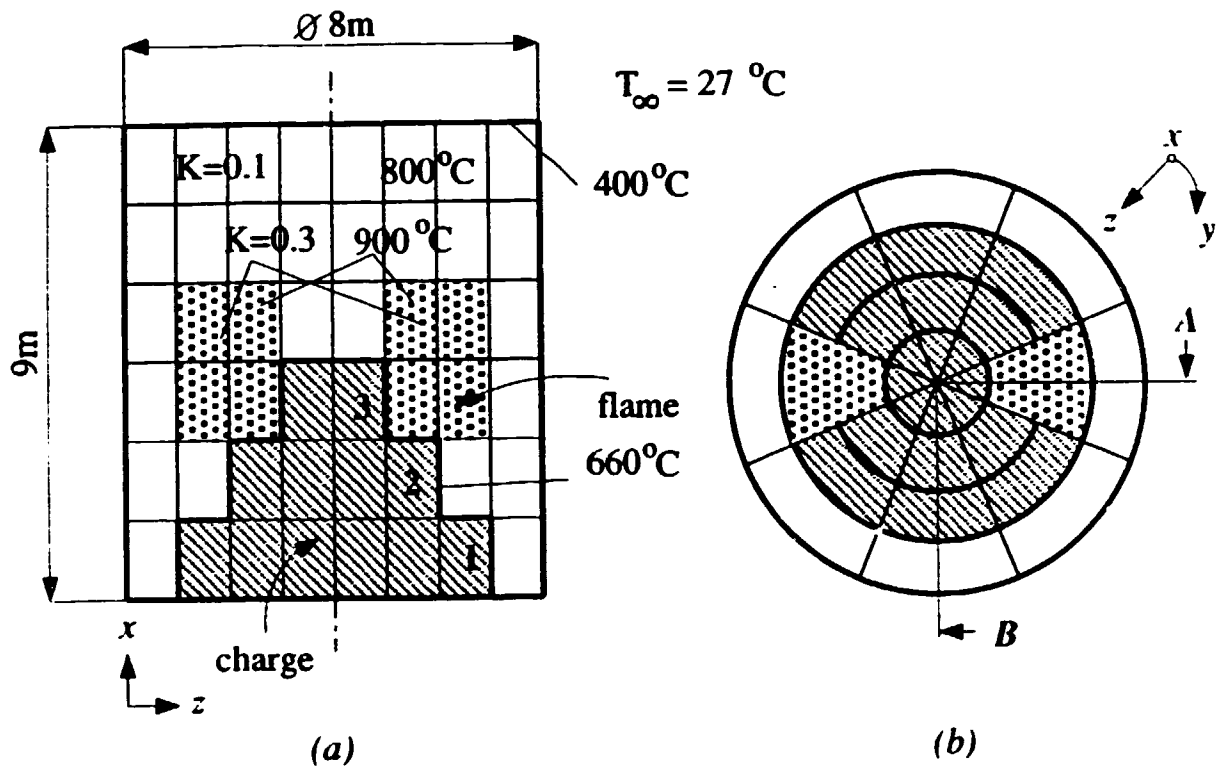 Ø 8m
T∞ = 27 °C
K=0.1
800°C
400°C
K=0.3
900°C
9m
3
flame
2
660°C
1
charge
x
z
(a)
x
z
y
A
B
(b)